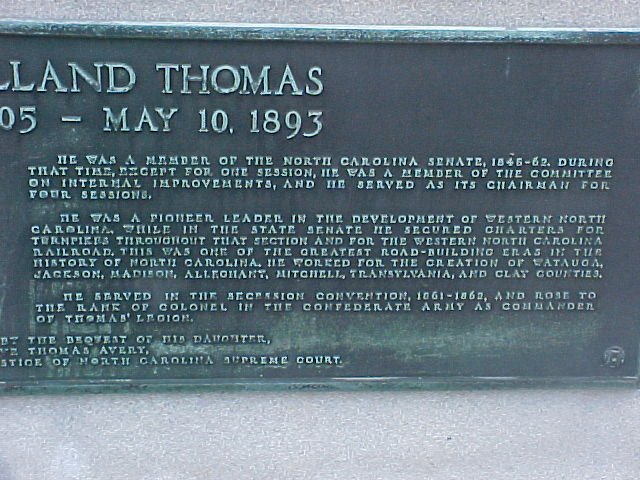 LLAND THOMAS
05 – MAY 10, 1893
HE WAS A MEMBER OF THE NORTH CAROLINA SENATE, 1848-62. DURING
THAT TIME, EXCEPT FOR ONE SESSION, HE WAS A MEMBER OF THE COMMITTEE
ON INTERNAL IMPROVEMENTS, AND HE SERVED AS ITS CHAIRMAN FOR
FOUR SESSIONS.
HE WAS A PIONEER LEADER IN THE DEVELOPMENT OF WESTERN NORTH
CAROLINA. WHILE IN THE STATE SENATE HE SECURED CHARTERS FOR
TURNPIKES THROUGHOUT THAT SECTION AND FOR THE WESTERN NORTH CAROLINA
RAILROAD. THIS WAS ONE OF THE GREATEST ROAD-BUILDING ERAS IN THE
HISTORY OF NORTH CAROLINA. HE WORKED FOR THE CREATION OF WATAUGA,
JACKSON, MADISON, ALLEGHANY, MITCHELL, TRANSYLVANIA, AND CLAY COUNTIES.
HE SERVED IN THE SECESSION CONVENTION, 1861-1862, AND ROSE TO
THE RANK OF COLONEL IN THE CONFEDERATE ARMY AS COMMANDER
OF THOMAS' LEGION.
BY THE BEQUEST OF HIS DAUGHTER,
THOMAS AVERY,
STICE OF NORTH CAROLINA SUPREME COURT.